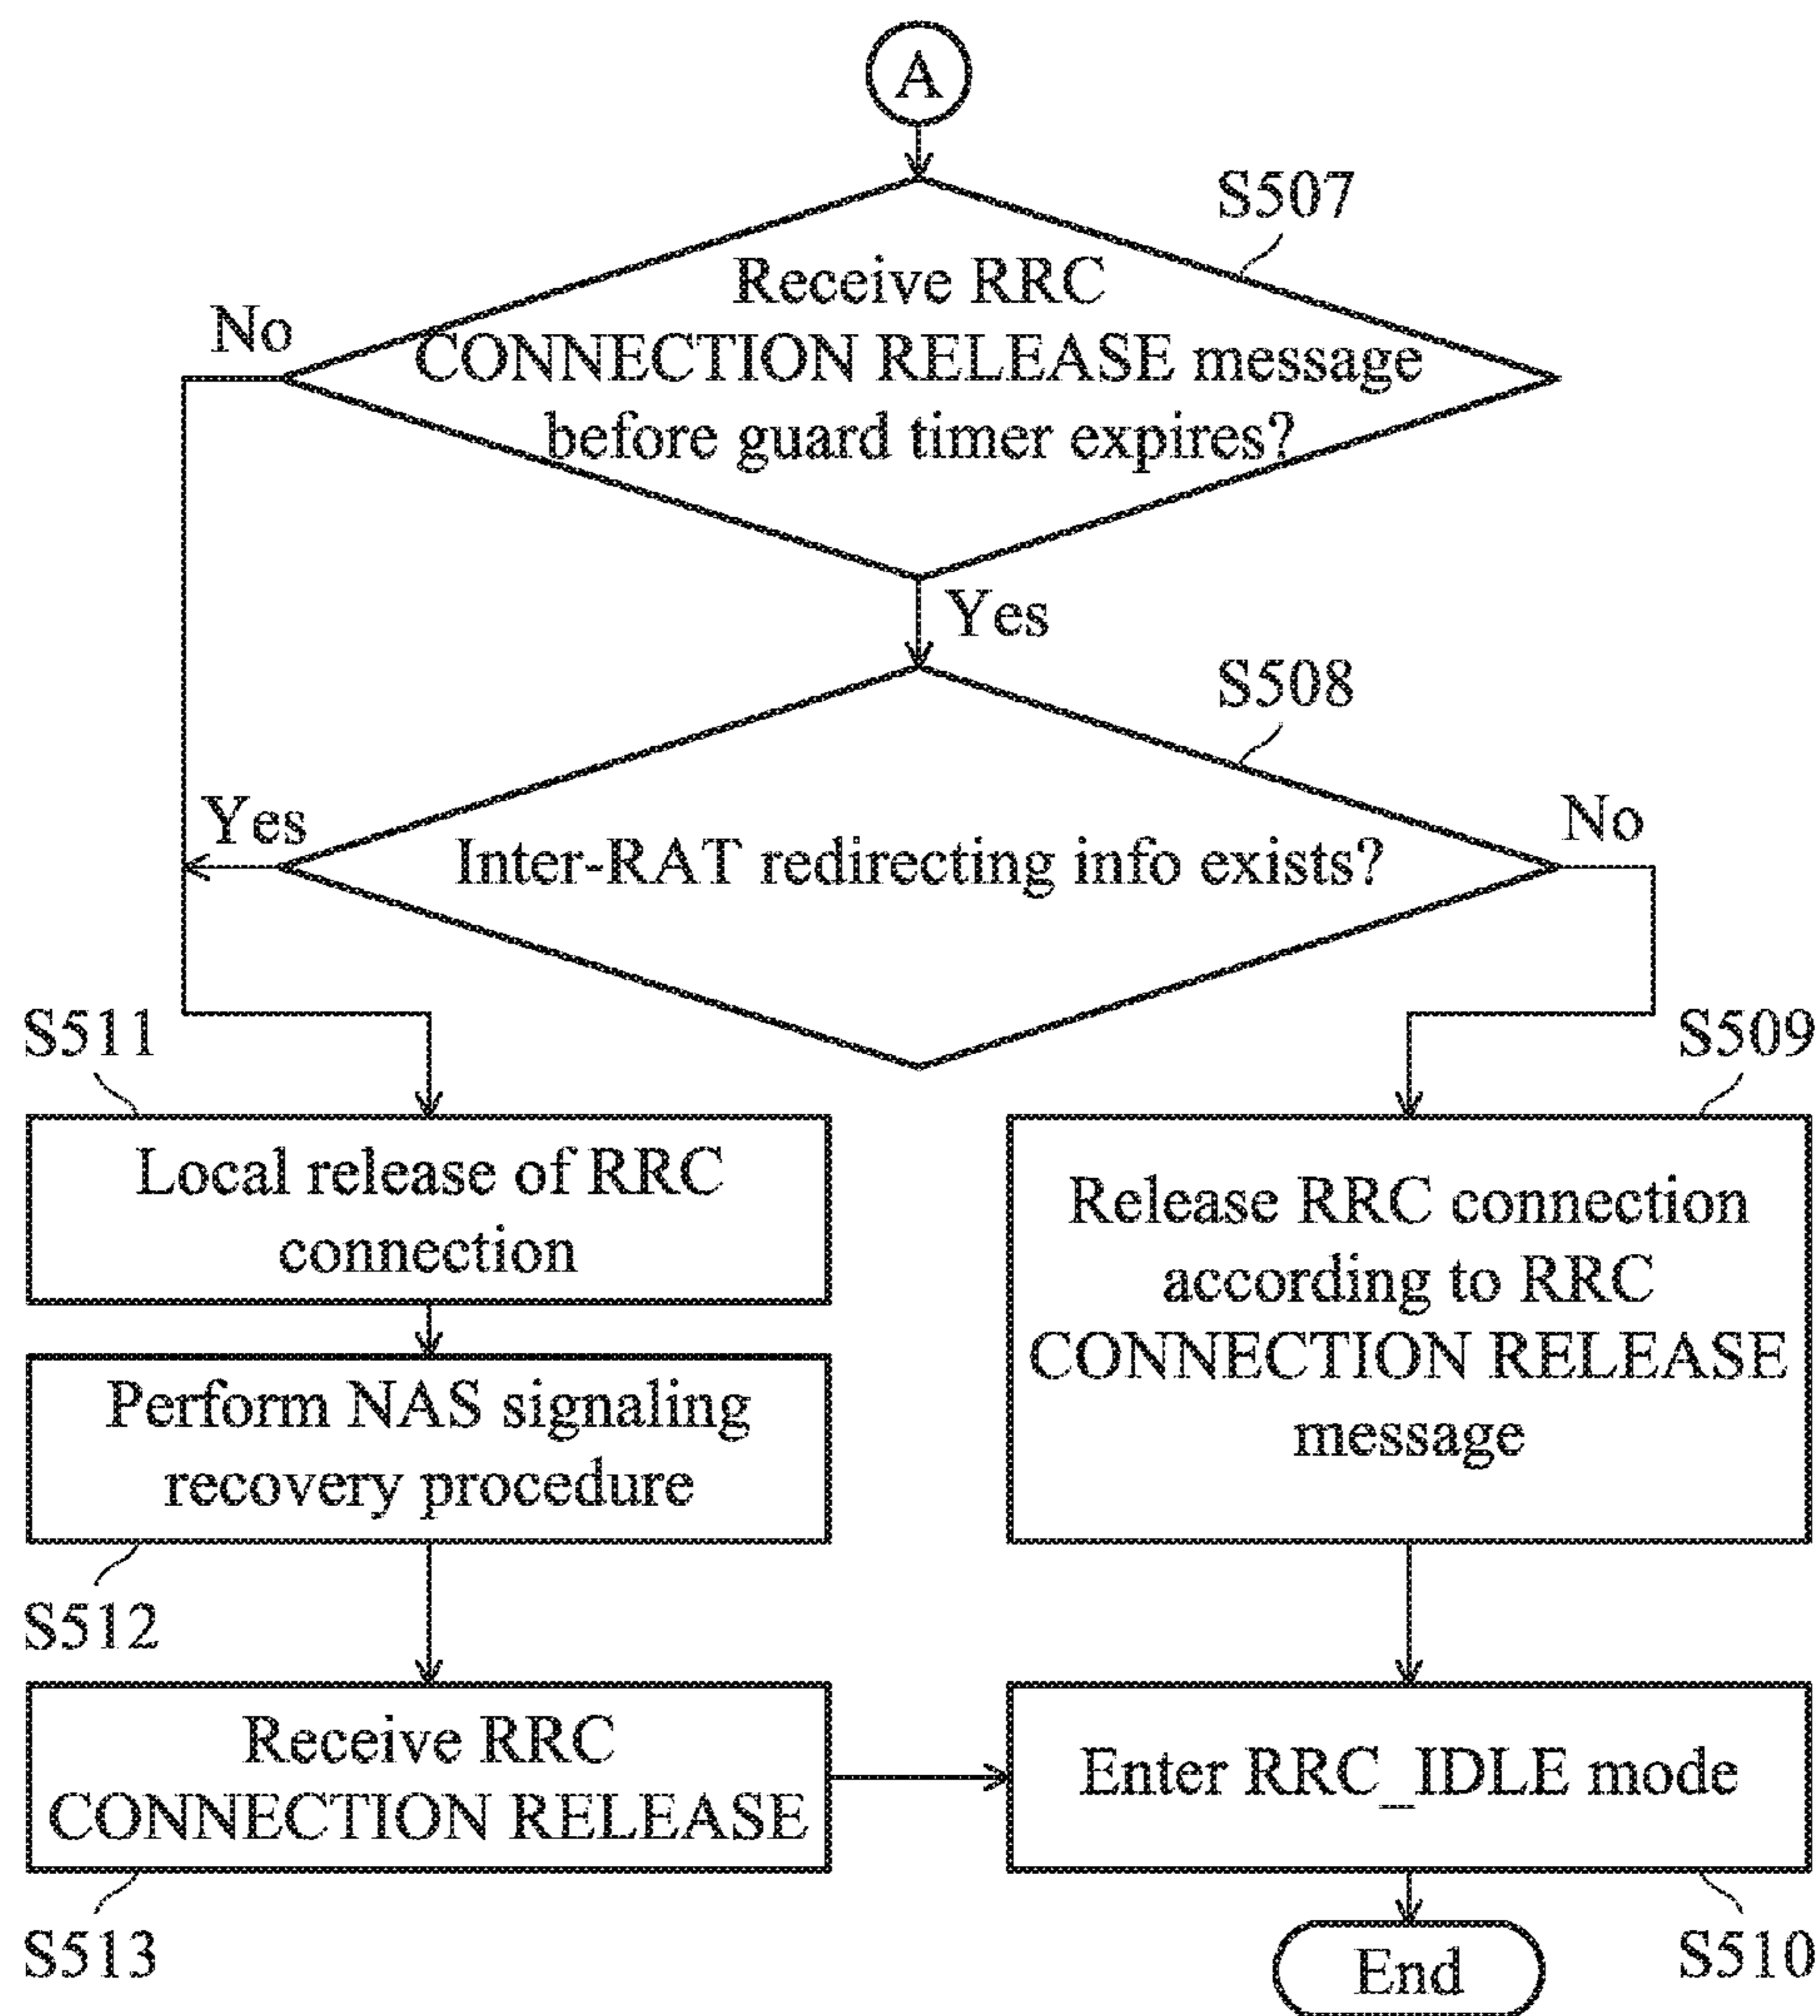 A
S507
Receive RRC
CONNECTION RELEASE message
before guard timer expires?
No
Yes
S508
Inter-RAT redirecting info exists?
Yes
No
S511
Local release of RRC
connection
S509
Release RRC connection
according to RRC
CONNECTION RELEASE
message
Perform NAS signaling
recovery procedure
S512
Receive RRC
CONNECTION RELEASE
S513
Enter RRC_IDLE mode
S510
End